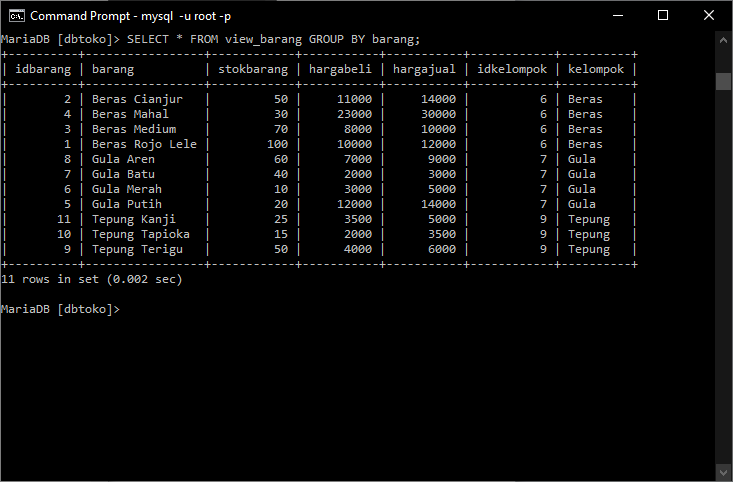 Command Prompt - mysql  -u root -p
MariaDB [dbtoko]> SELECT * FROM view_barang GROUP BY barang;
+----------+----------------+------------+-----------+-----------+------------+----------+
| idbarang | barang         | stokbarang | hargabeli | hargajual | idkelompok | kelompok |
+----------+----------------+------------+-----------+-----------+------------+----------+
|        2 | Beras Cianjur  |         50 |     11000 |     14000 |          6 | Beras    |
|        4 | Beras Mahal    |         30 |     23000 |     30000 |          6 | Beras    |
|        3 | Beras Medium   |         70 |      8000 |     10000 |          6 | Beras    |
|        1 | Beras Rojo Lele |        100 |     10000 |     12000 |          6 | Beras    |
|        8 | Gula Aren      |         60 |      7000 |      9000 |          7 | Gula     |
|        7 | Gula Batu      |         40 |      2000 |      3000 |          7 | Gula     |
|        6 | Gula Merah     |         10 |      3000 |      5000 |          7 | Gula     |
|        5 | Gula Putih     |         20 |     12000 |     14000 |          7 | Gula     |
|       11 | Tepung Kanji   |         25 |      3500 |      5000 |          9 | Tepung   |
|       10 | Tepung Tapioka |         15 |      2000 |      3500 |          9 | Tepung   |
|        9 | Tepung Terigu  |         50 |      4000 |      6000 |          9 | Tepung   |
+----------+----------------+------------+-----------+-----------+------------+----------+
11 rows in set (0.002 sec)
MariaDB [dbtoko]>